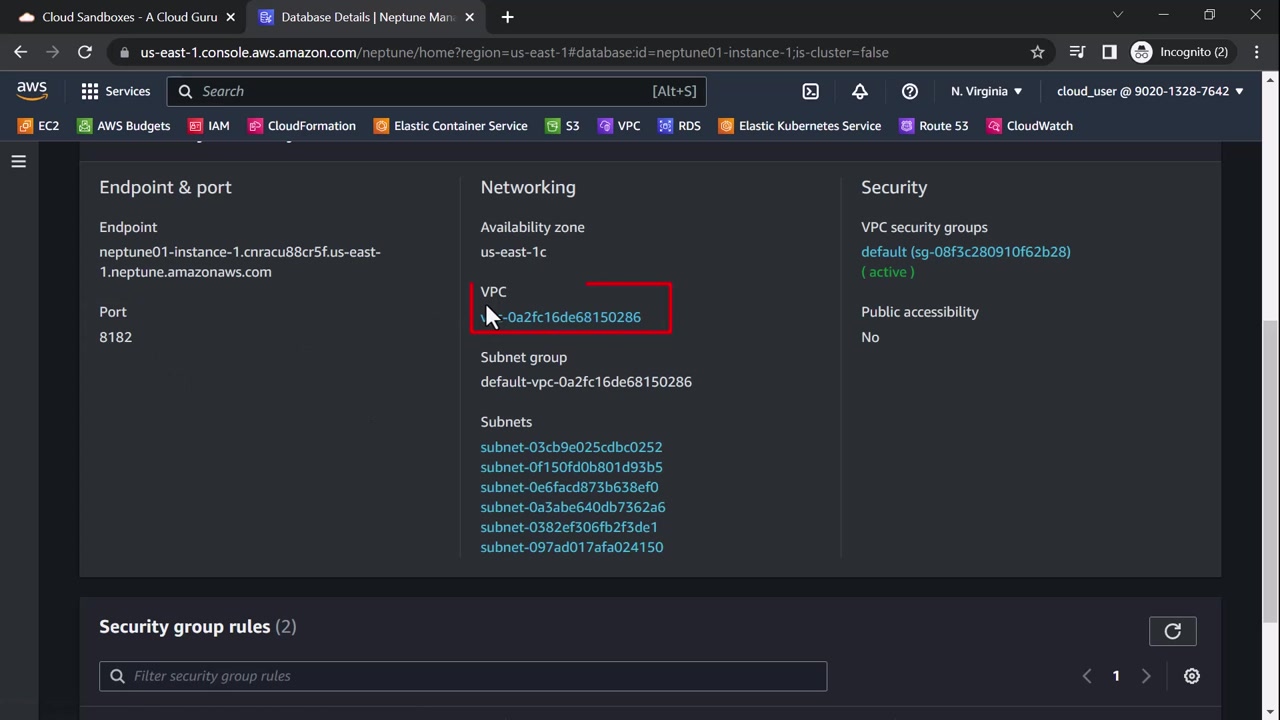 Cloud Sandboxes - A Cloud Guru
Database Details | Neptune Man
us-east-1.console.aws.amazon.com/neptune/home?region=us-east-1#database:id=neptune01-instance-1;is-cluster=false
Incognito (2)
aws
Services
Search
[Alt+S]
N. Virginia
cloud_user @ 9020-1328-7642
EC2
AWS Budgets
IAM
CloudFormation
Elastic Container Service
S3
VPC
RDS
Elastic Kubernetes Service
Route 53
CloudWatch
Endpoint & port
Endpoint
neptune01-instance-1.cnracu88cr5f.us-east-
1.neptune.amazonaws.com
Port
8182
Networking
Availability zone
us-east-1c
VPC
vpc-0a2fc16de68150286
Subnet group
default-vpc-0a2fc16de68150286
Subnets
subnet-03cb9e025cdbc0252
subnet-0f150fd0b801d93b5
subnet-0e6facd873b638ef0
subnet-0a3abe640db7362a6
subnet-0382ef306fb2f3de1
subnet-097ad017afa024150
Security
VPC security groups
default (sg-08f3c280910f62b28)
( active )
Public accessibility
No
Security group rules (2)
Filter security group rules
1